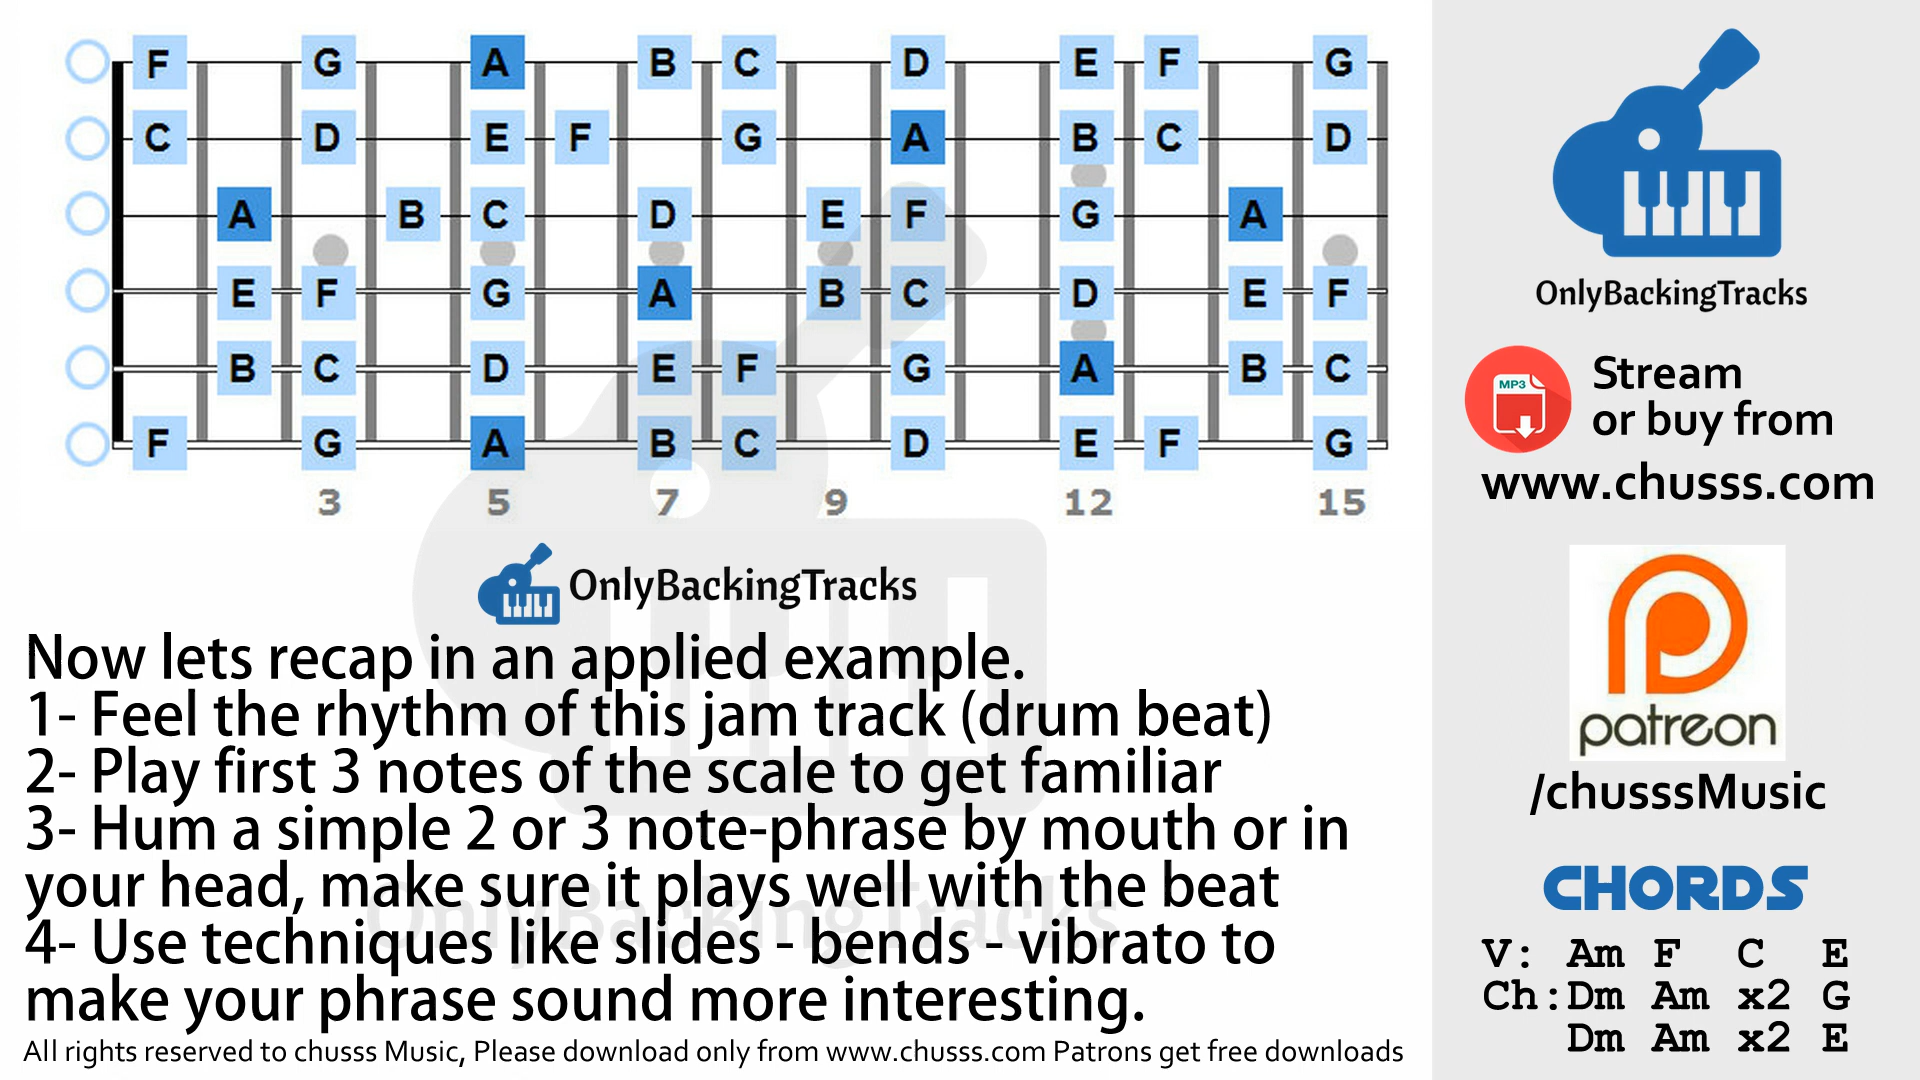 F G A B C D E F G
C D E F G A B C D
A B C D E F G A
E F G A B C D E F
B C D E F G A B C
F G A B C D E F G
3 5 7 9 12 15
OnlyBackingTracks
Now lets recap in an applied example.
1- Feel the rhythm of this jam track (drum beat)
2- Play first 3 notes of the scale to get familiar
3- Hum a simple 2 or 3 note-phrase by mouth or in
your head, make sure it plays well with the beat
4- Use techniques like slides - bends - vibrato to
make your phrase sound more interesting.
OnlyBackingTracks
All rights reserved to chusss Music, Please download only from www.chusss.com Patrons get free downloads
OnlyBackingTracks
MP3
Stream
or buy from
www.chusss.com
patreon
/chusssMusic
CHORDS
V: Am F C E
Ch:Dm Am x2 G
Dm Am x2 E